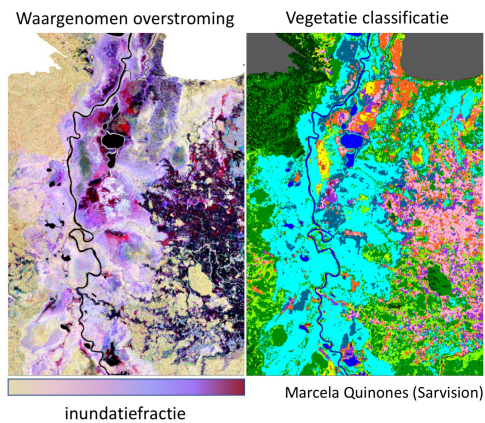 Waargenomen overstroming
Vegetatie classificatie
inundatiefractie
Marcela Quinones (Sarvision)